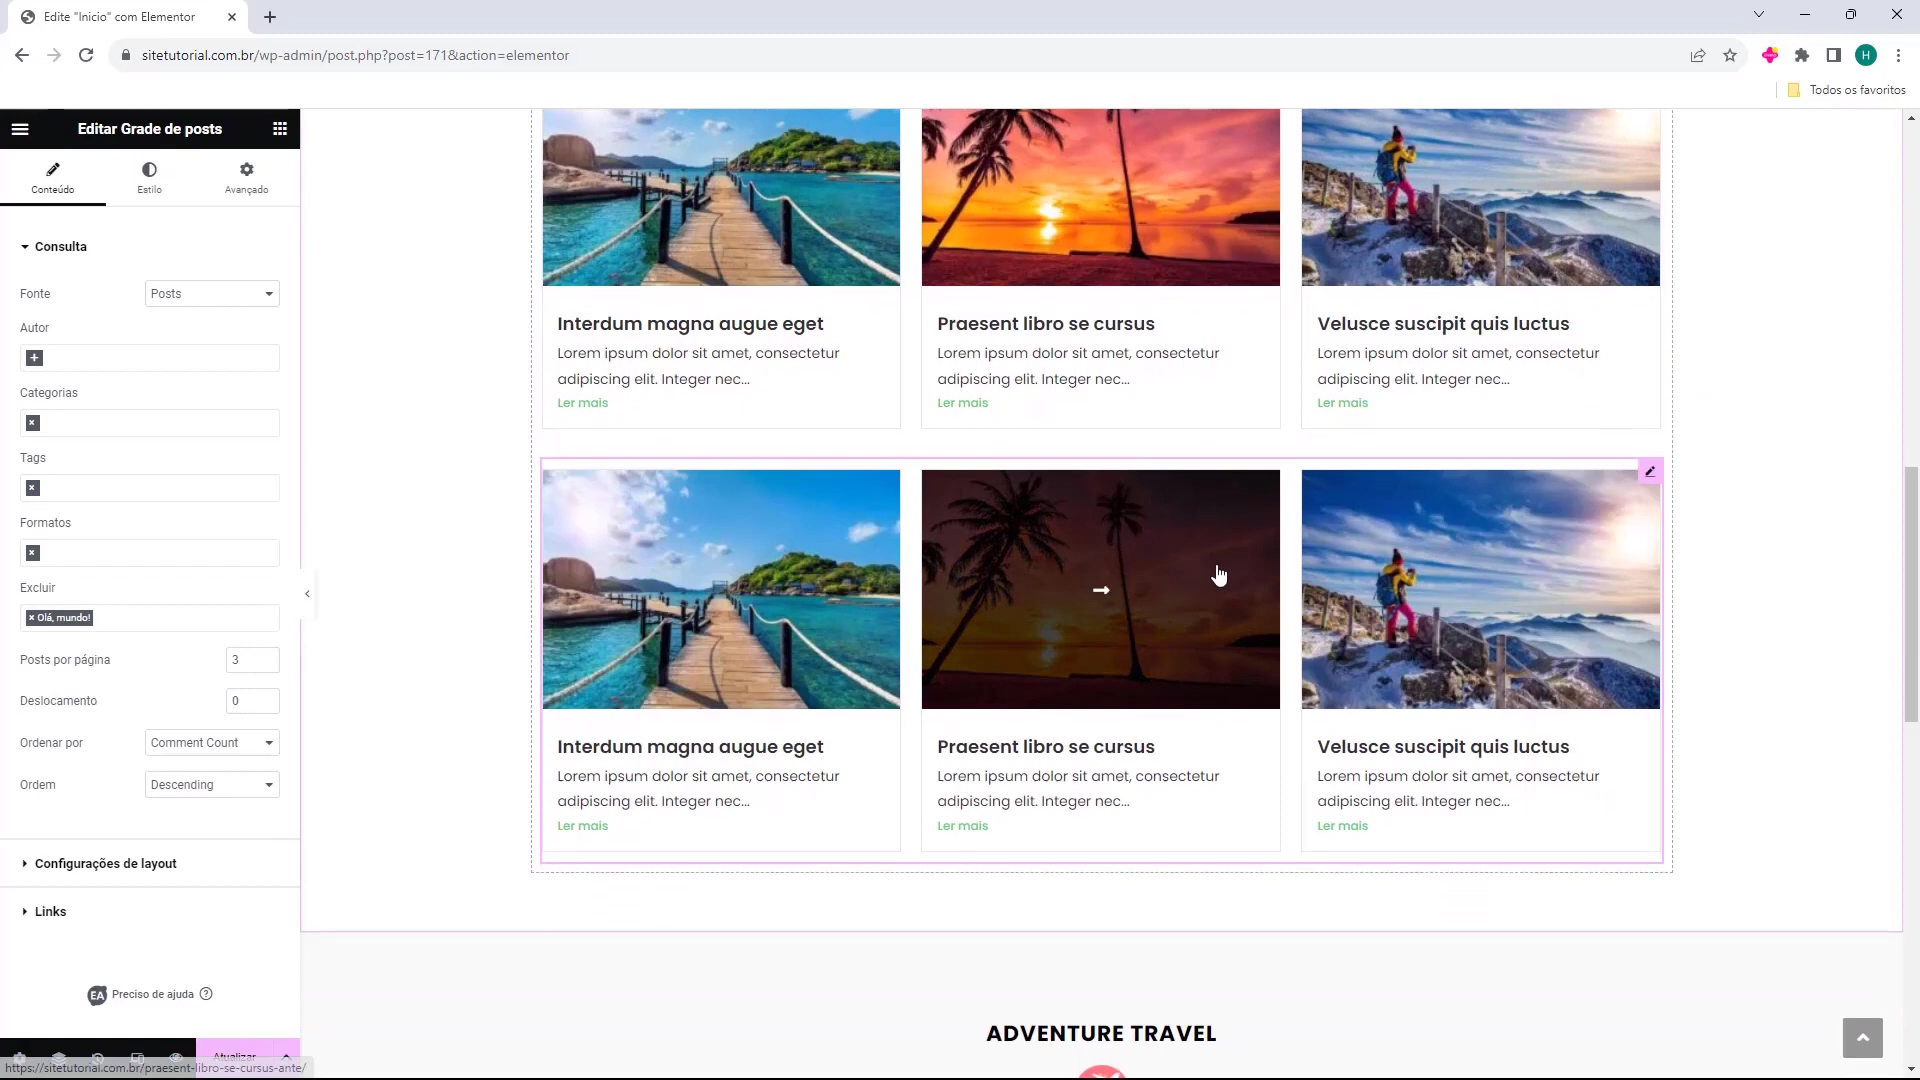 Edite "Inicio" com Elementor
sitetutorial.com.br/wp-admin/post.php?post=171&action=elementor
H
Todos os favoritos
Editar Grade de posts
Conteúdo
Estilo
Avançado
Consulta
Fonte
Posts
Autor
Categorias
Tags
Formatos
Excluir
× Olá, mundo!
Posts por página
3
Deslocamento
0
Ordenar por
Comment Count
Ordem
Descending
Configurações de layout
Links
EA Preciso de ajuda ?
Atualizar
https://sitetutorial.com.br/praesent-libro-se-cursus-ante/
Interdum magna augue eget
Lorem ipsum dolor sit amet, consectetur
adipiscing elit. Integer nec...
Ler mais
Praesent libro se cursus
Lorem ipsum dolor sit amet, consectetur
adipiscing elit. Integer nec...
Ler mais
Velusce suscipit quis luctus
Lorem ipsum dolor sit amet, consectetur
adipiscing elit. Integer nec...
Ler mais
Interdum magna augue eget
Lorem ipsum dolor sit amet, consectetur
adipiscing elit. Integer nec...
Ler mais
Praesent libro se cursus
Lorem ipsum dolor sit amet, consectetur
adipiscing elit. Integer nec...
Ler mais
Velusce suscipit quis luctus
Lorem ipsum dolor sit amet, consectetur
adipiscing elit. Integer nec...
Ler mais
ADVENTURE TRAVEL